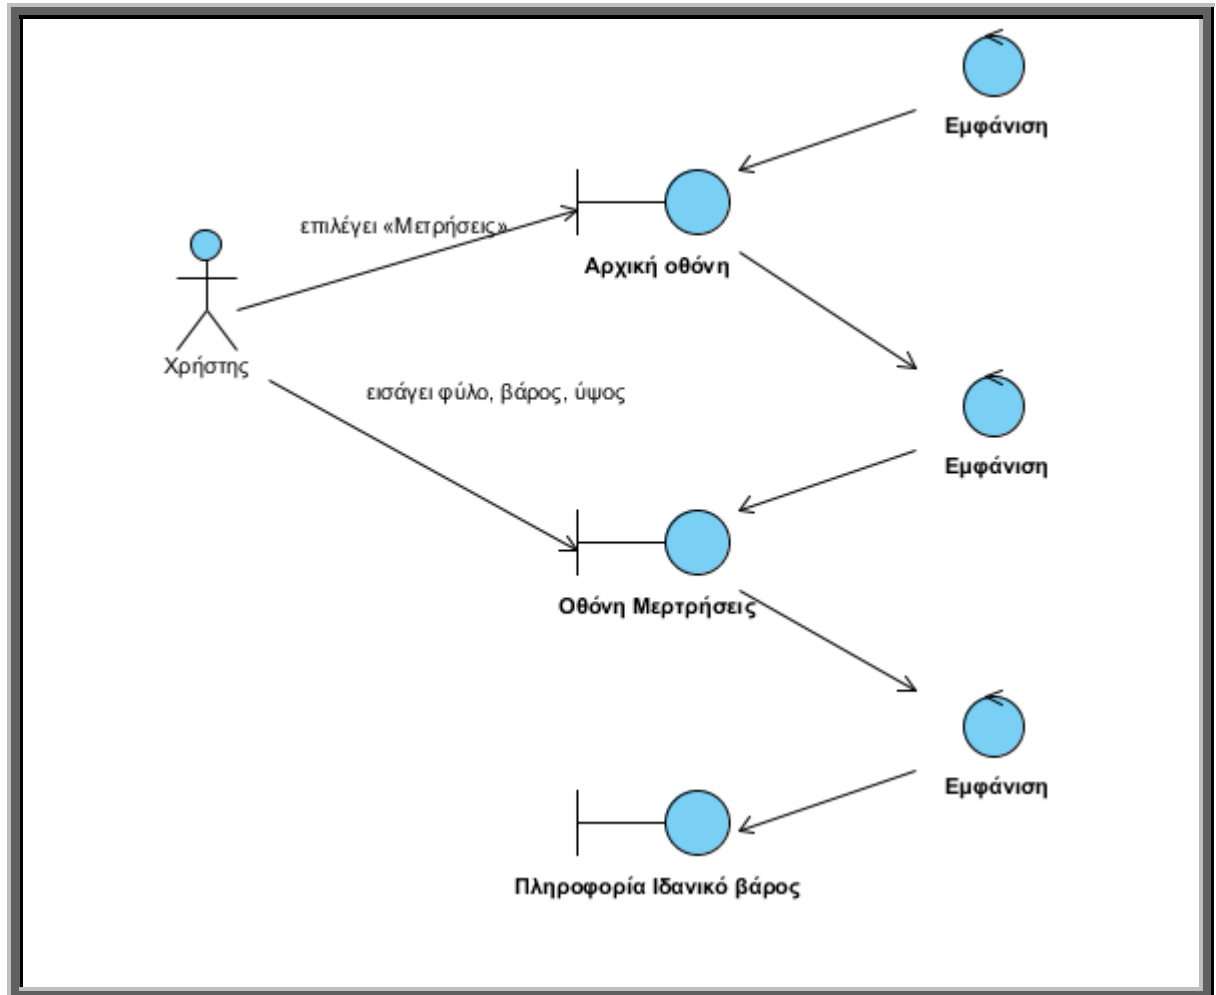 Εμφάνιση
επιλέγει «Μετρήσεις»
Αρχική οθόνη
Χρήστης
εισάγει φύλο, βάρος, ύψος
Εμφάνιση
Οθόνη Μερτρήσεις
Εμφάνιση
Πληροφορία Ιδανικό βάρος